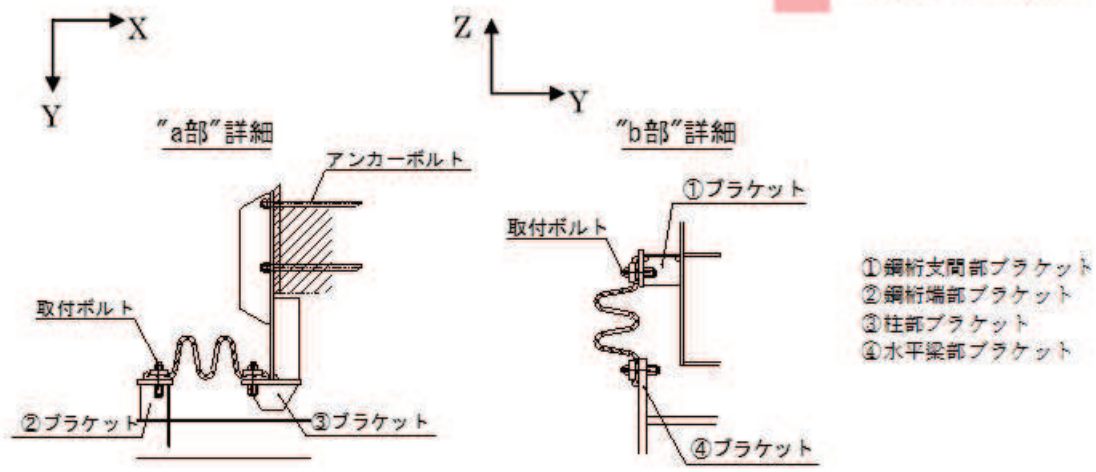 X
Y
Z
Y
"a部"詳細
アンカーボルト
取付ボルト
②ブラケット
③ブラケット
"b部"詳細
①ブラケット
取付ボルト
④ブラケット
①鋼桁支間部ブラケット
②鋼桁端部ブラケット
③柱部ブラケット
④水平梁部ブラケット